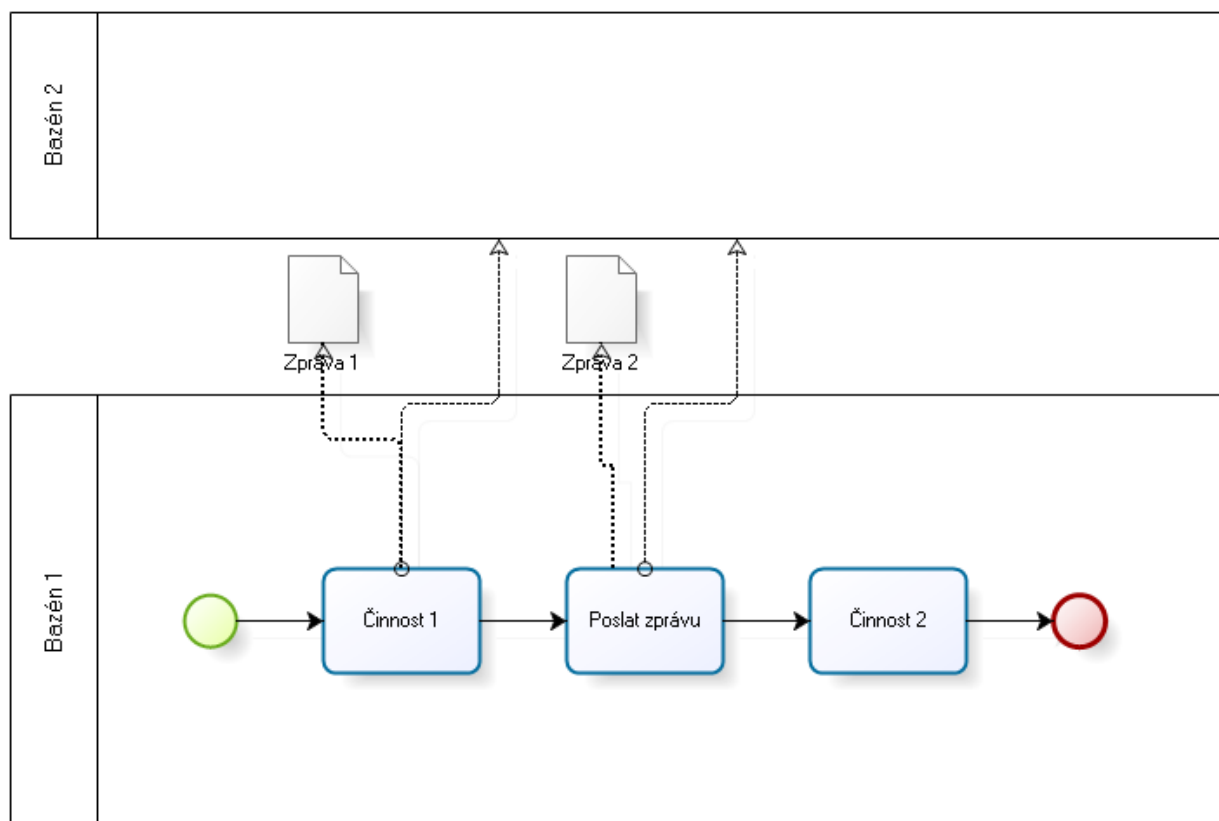 Bazén 2
Zpráva 1
Zpráva 2
Bazén 1
Činnost 1
Poslat zprávu
Činnost 2